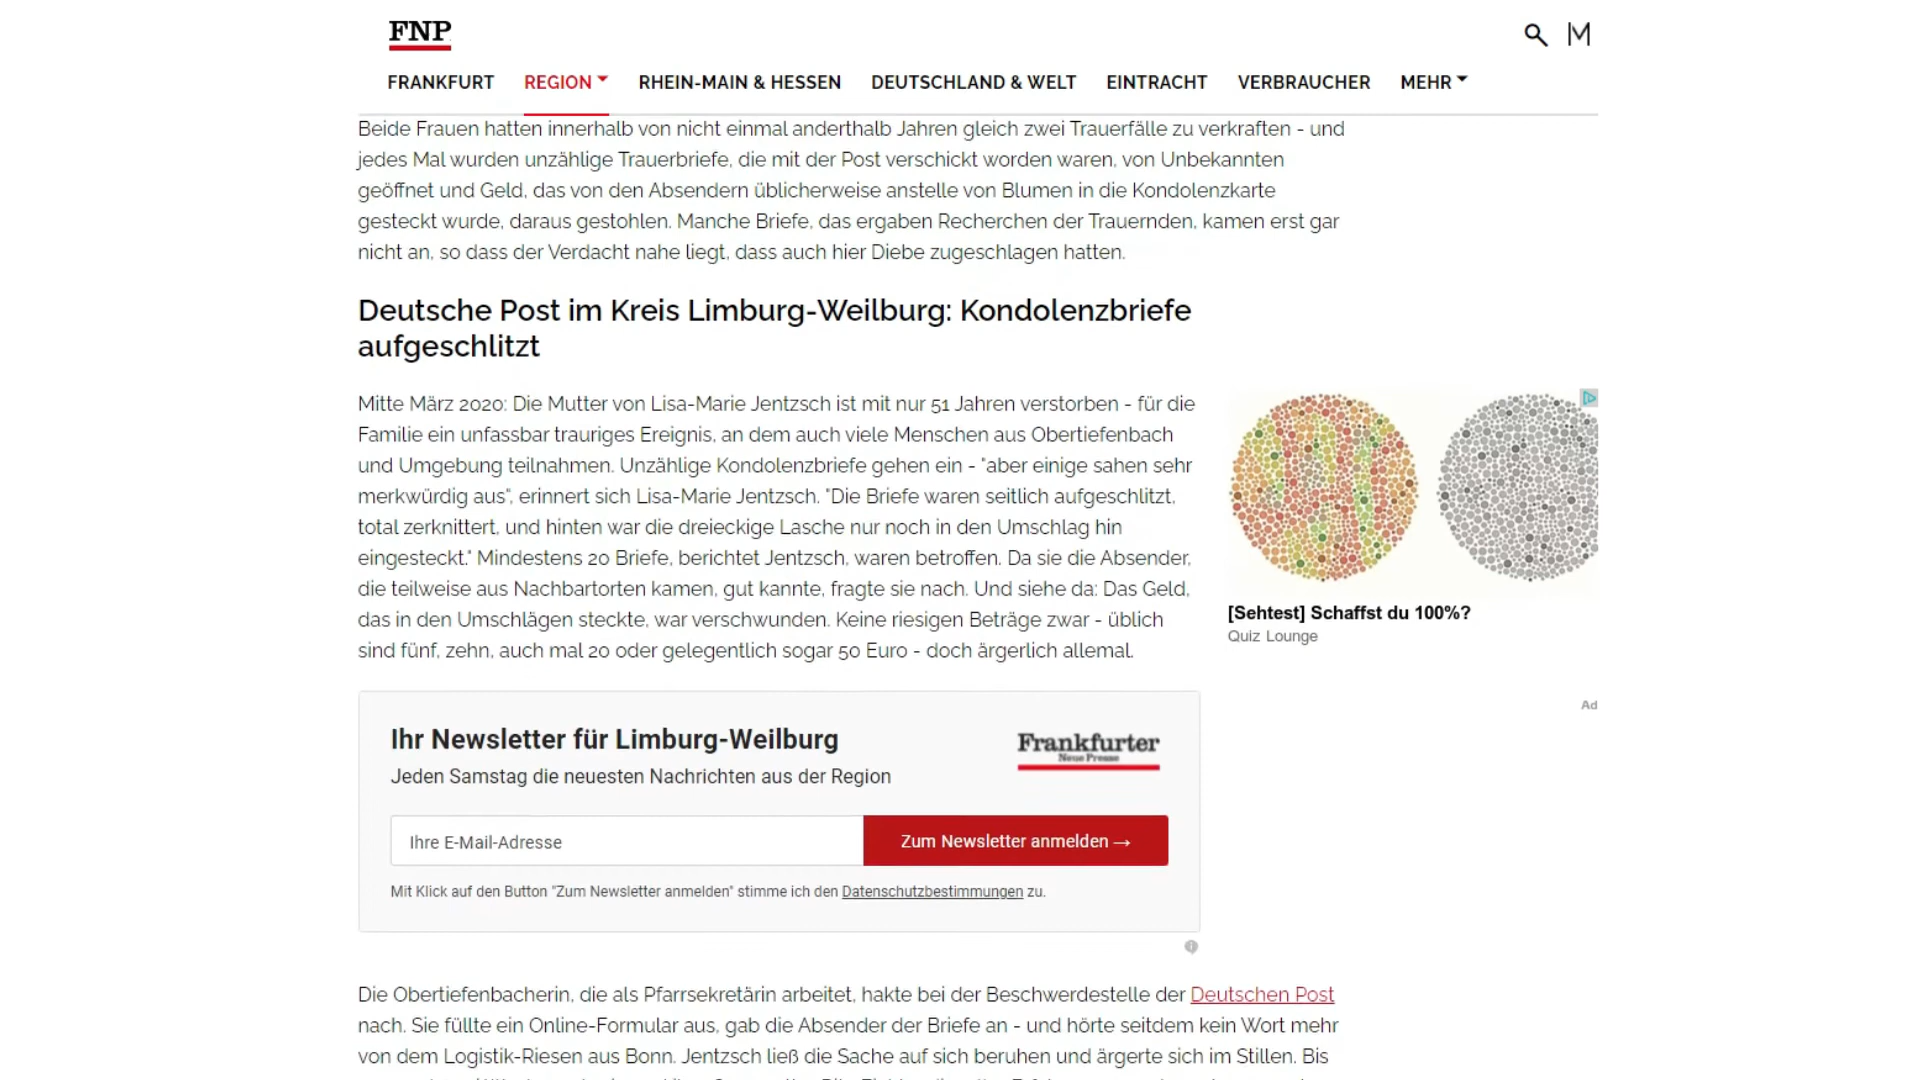 FNP
FRANKFURT REGION RHEIN-MAIN & HESSEN DEUTSCHLAND & WELT EINTRACHT VERBRAUCHER MEHR
Beide Frauen hatten innerhalb von nicht einmal anderthalb Jahren gleich zwei Trauerfälle zu verkraften - und
jedes Mal wurden unzählige Trauerbriefe, die mit der Post verschickt worden waren, von Unbekannten
geöffnet und Geld, das von den Absendern üblicherweise anstelle von Blumen in die Kondolenzkarte
gesteckt wurde, daraus gestohlen. Manche Briefe, das ergaben Recherchen der Trauernden, kamen erst gar
nicht an, so dass der Verdacht nahe liegt, dass auch hier Diebe zugeschlagen hatten.
Deutsche Post im Kreis Limburg-Weilburg: Kondolenzbriefe
aufgeschlitzt
Mitte März 2020: Die Mutter von Lisa-Marie Jentzsch ist mit nur 51 Jahren verstorben - für die
Familie ein unfassbar trauriges Ereignis, an dem auch viele Menschen aus Obertiefenbach
und Umgebung teilnahmen. Unzählige Kondolenzbriefe gehen ein - "aber einige sahen sehr
merkwürdig aus", erinnert sich Lisa-Marie Jentzsch. "Die Briefe waren seitlich aufgeschlitzt,
total zerknittert, und hinten war die dreieckige Lasche nur noch in den Umschlag hin
eingesteckt." Mindestens 20 Briefe, berichtet Jentzsch, waren betroffen. Da sie die Absender,
die teilweise aus Nachbartorten kamen, gut kannte, fragte sie nach. Und siehe da: Das Geld,
das in den Umschlägen steckte, war verschwunden. Keine riesigen Beträge zwar - üblich
sind fünf, zehn, auch mal 20 oder gelegentlich sogar 50 Euro - doch ärgerlich allemal.
[Sehtest] Schaffst du 100%?
Quiz Lounge
Ad
Ihr Newsletter für Limburg-Weilburg
Jeden Samstag die neuesten Nachrichten aus der Region
Frankfurter
Neue Presse
Ihre E-Mail-Adresse
Zum Newsletter anmelden →
Mit Klick auf den Button "Zum Newsletter anmelden" stimme ich den Datenschutzbestimmungen zu.
Die Obertiefenbacherin, die als Pfarrsekretärin arbeitet, hakte bei der Beschwerdestelle der Deutschen Post
nach. Sie füllte ein Online-Formular aus, gab die Absender der Briefe an - und hörte seitdem kein Wort mehr
von dem Logistik-Riesen aus Bonn. Jentzsch ließ die Sache auf sich beruhen und ärgerte sich im Stillen. Bis